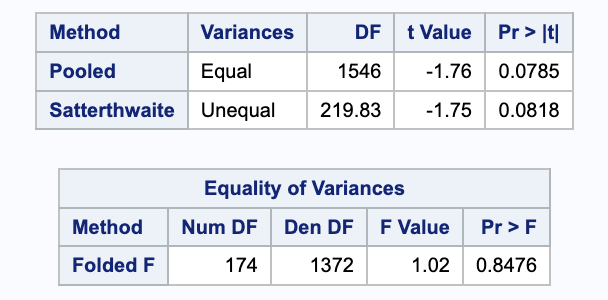 Method Variances DF t Value Pr > |t|
Pooled Equal 1546 -1.76 0.0785
Satterthwaite Unequal 219.83 -1.75 0.0818
Equality of Variances
Method Num DF Den DF F Value Pr > F
Folded F 174 1372 1.02 0.8476